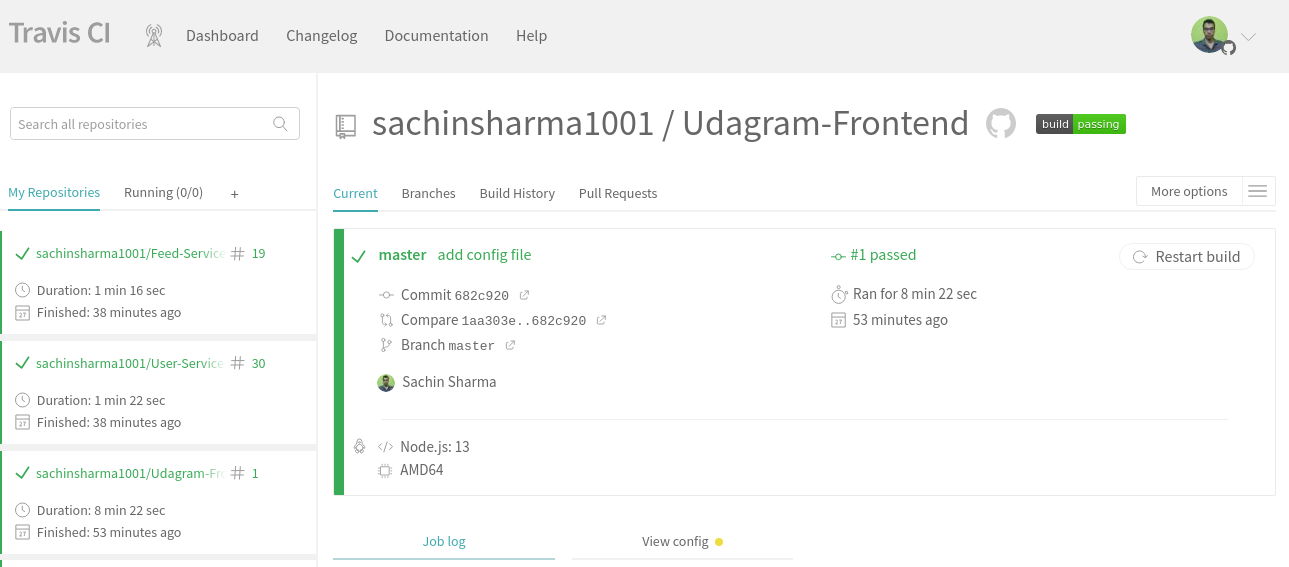 Travis CI
Dashboard Changelog Documentation Help
Search all repositories
My Repositories Running (0/0) +
sachinsharma1001/Feed-Service # 19
Duration: 1 min 16 sec
27 Finished: 38 minutes ago
sachinsharma1001/User-Service # 30
Duration: 1 min 22 sec
27 Finished: 38 minutes ago
sachinsharma1001/Udagram-Fro # 1
Duration: 8 min 22 sec
27 Finished: 53 minutes ago
sachinsharma1001 / Udagram-Frontend build passing
Current Branches Build History Pull Requests More options
master add config file #1 passed Restart build
Commit 682c920 Ran for 8 min 22 sec
Compare 1aa303e..682c920 27 53 minutes ago
Branch master
Sachin Sharma
</> Node.js: 13
AMD64
Job log View config